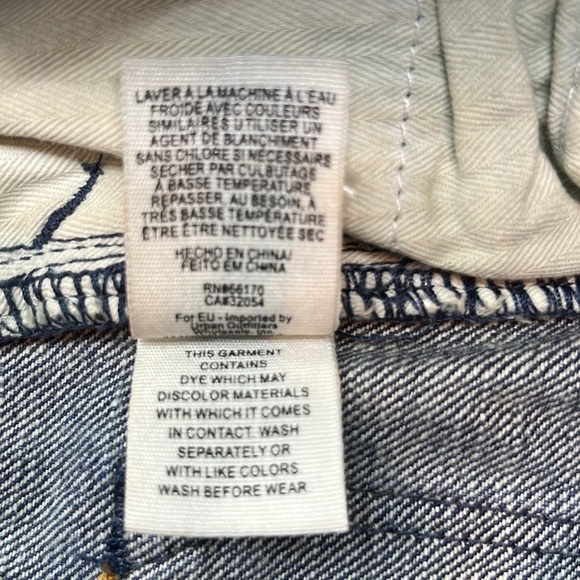 LAVER À LA MACHINE À L'EAU
FROIDE AVEC COULEURS
SIMILAIRES UTILISER UN
AGENT DE BLANCHIMENT
SANS CHLORE SI NÉCESSAIRE
SÉCHER PAR CULBUTAGE
À BASSE TEMPÉRATURE
REPASSER, AU BESOIN, À
TRÈS BASSE TEMPÉRATURE
ÊTRE ÊTRE NETTOYÉE SEC
HECHO EN CHINA/
FEITO EM CHINA
RN#66170
CA#32054
For EU - Imported by
Urban Outfitters
Wholesale, Inc.
THIS GARMENT
CONTAINS
DYE WHICH MAY
DISCOLOR MATERIALS
WITH WHICH IT COMES
IN CONTACT. WASH
SEPARATELY OR
WITH LIKE COLORS
WASH BEFORE WEAR